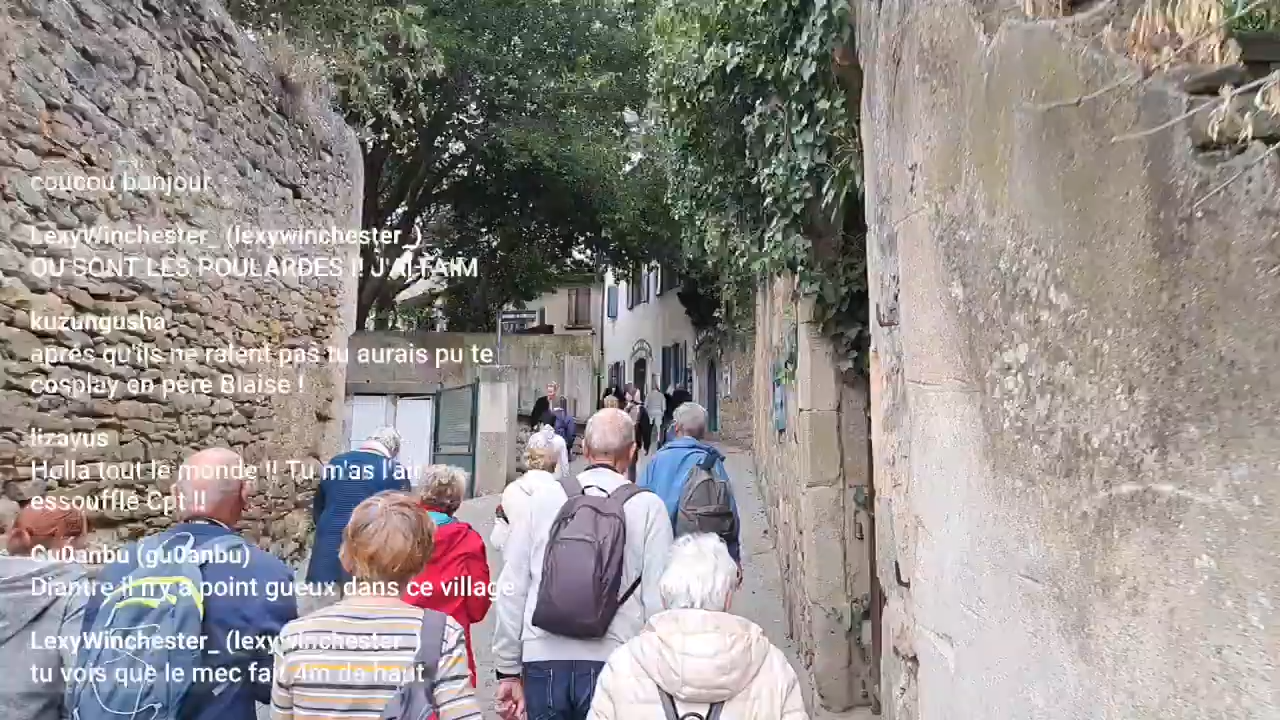 coucou bonjour
LexyWinchester_ (lexywinchester_)
OU SONT LES POULARDES !! J'AI FAIM
kuzungusha
après qu'ils ne ralent pas tu aurais pu te
cosplay en père Blaise !
lizayus
Hella tout le monde !! Tu m'as l'air
essoufflé Cpt !!
Gu0anbu (gu0anbu)
Diantre il n'y a point gueux dans ce village
LexyWinchester_ (lexywinchester_
tu vois que le mec fait 4m de haut